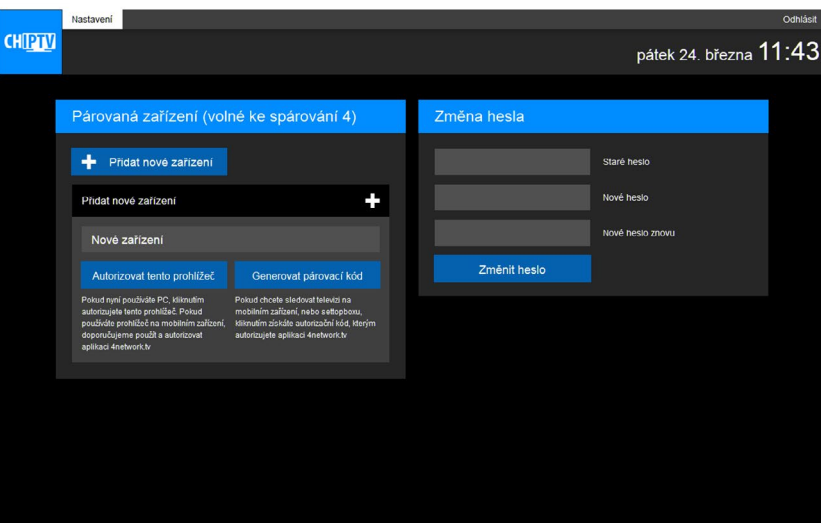 Nastavení
Odhlásit
CHIPTV
pátek 24. března 11:43
Párovaná zařízení (volné ke spárování 4)
Přidat nové zařízení
Přidat nové zařízení
Nové zařízení
Autorizovat tento prohlížeč
Pokud nyní používáte PC, kliknutím
autorizujete tento prohlížeč. Pokud
používáte prohlížeč na mobilním zařízení,
doporučujeme použít a autorizovat
aplikaci 4network.tv
Generovat párovací kód
Pokud chcete sledovat televizi na
mobilním zařízení, nebo settopboxu,
kliknutím získáte autorizační kód, kterým
autorizujete aplikaci 4network.tv
Změna hesla
Staré heslo
Nové heslo
Nové heslo znovu
Změnit heslo